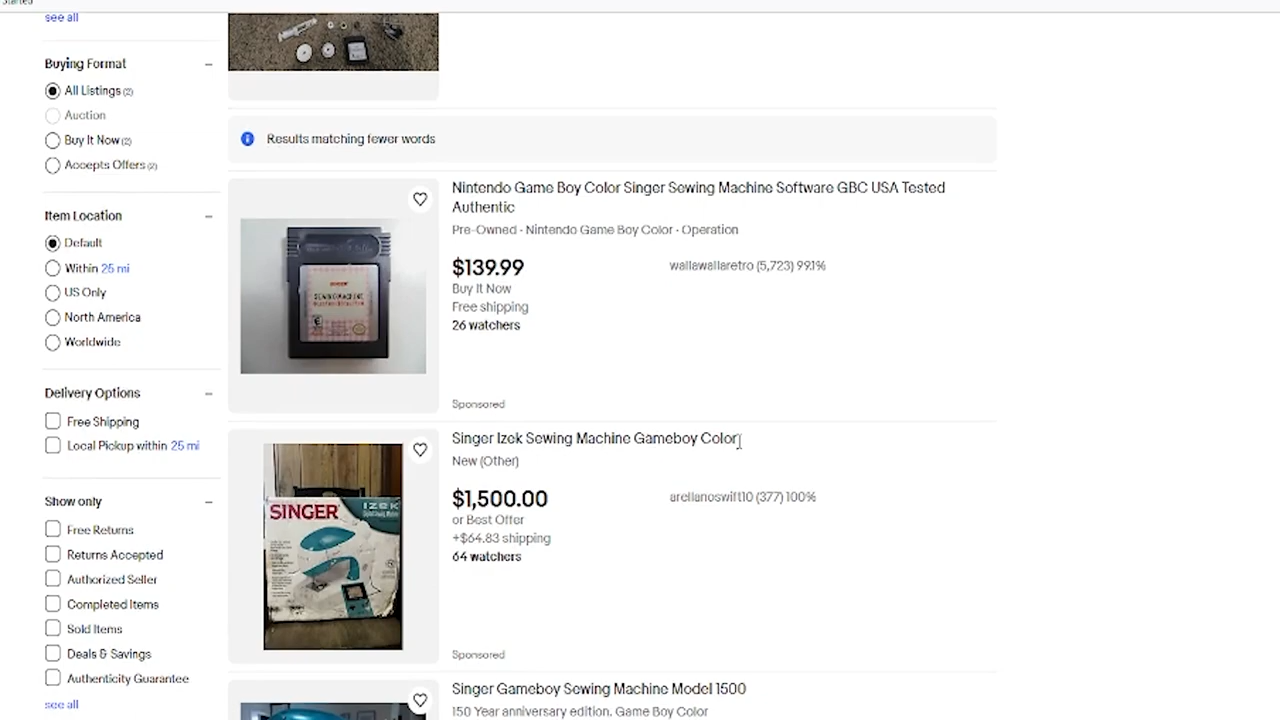 Started
see all
Buying Format
All Listings (2)
Auction
Buy It Now (2)
Accepts Offers (2)
Item Location
Default
Within 25 mi
US Only
North America
Worldwide
Delivery Options
Free Shipping
Local Pickup within 25 mi
Show only
Free Returns
Returns Accepted
Authorized Seller
Completed Items
Sold Items
Deals & Savings
Authenticity Guarantee
see all
Results matching fewer words
Nintendo Game Boy Color Singer Sewing Machine Software GBC USA Tested
Authentic
Pre-Owned · Nintendo Game Boy Color · Operation
$139.99
wallawallaretro (5,723) 99.1%
Buy It Now
Free shipping
26 watchers
Sponsored
SINGER
SEWING MACHINE
Singer Izek Sewing Machine Gameboy Color
New (Other)
$1,500.00
arellanoswift10 (377) 100%
or Best Offer
+$64.83 shipping
64 watchers
Sponsored
SINGER
IZEK
Singer Gameboy Sewing Machine Model 1500
150 Year anniversary edition. Game Boy Color